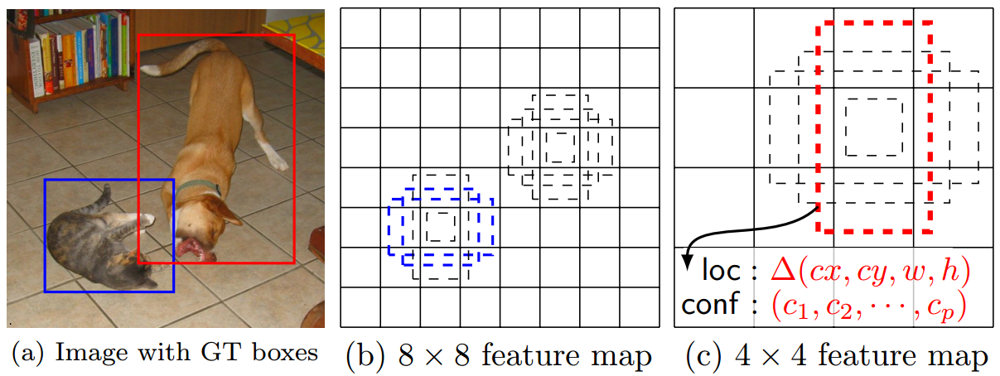 loc : Δ(cx, cy, w, h)
conf : (c₁, c₂, ⋯, cₚ)
(a) Image with GT boxes
(b) 8 × 8 feature map
(c) 4 × 4 feature map